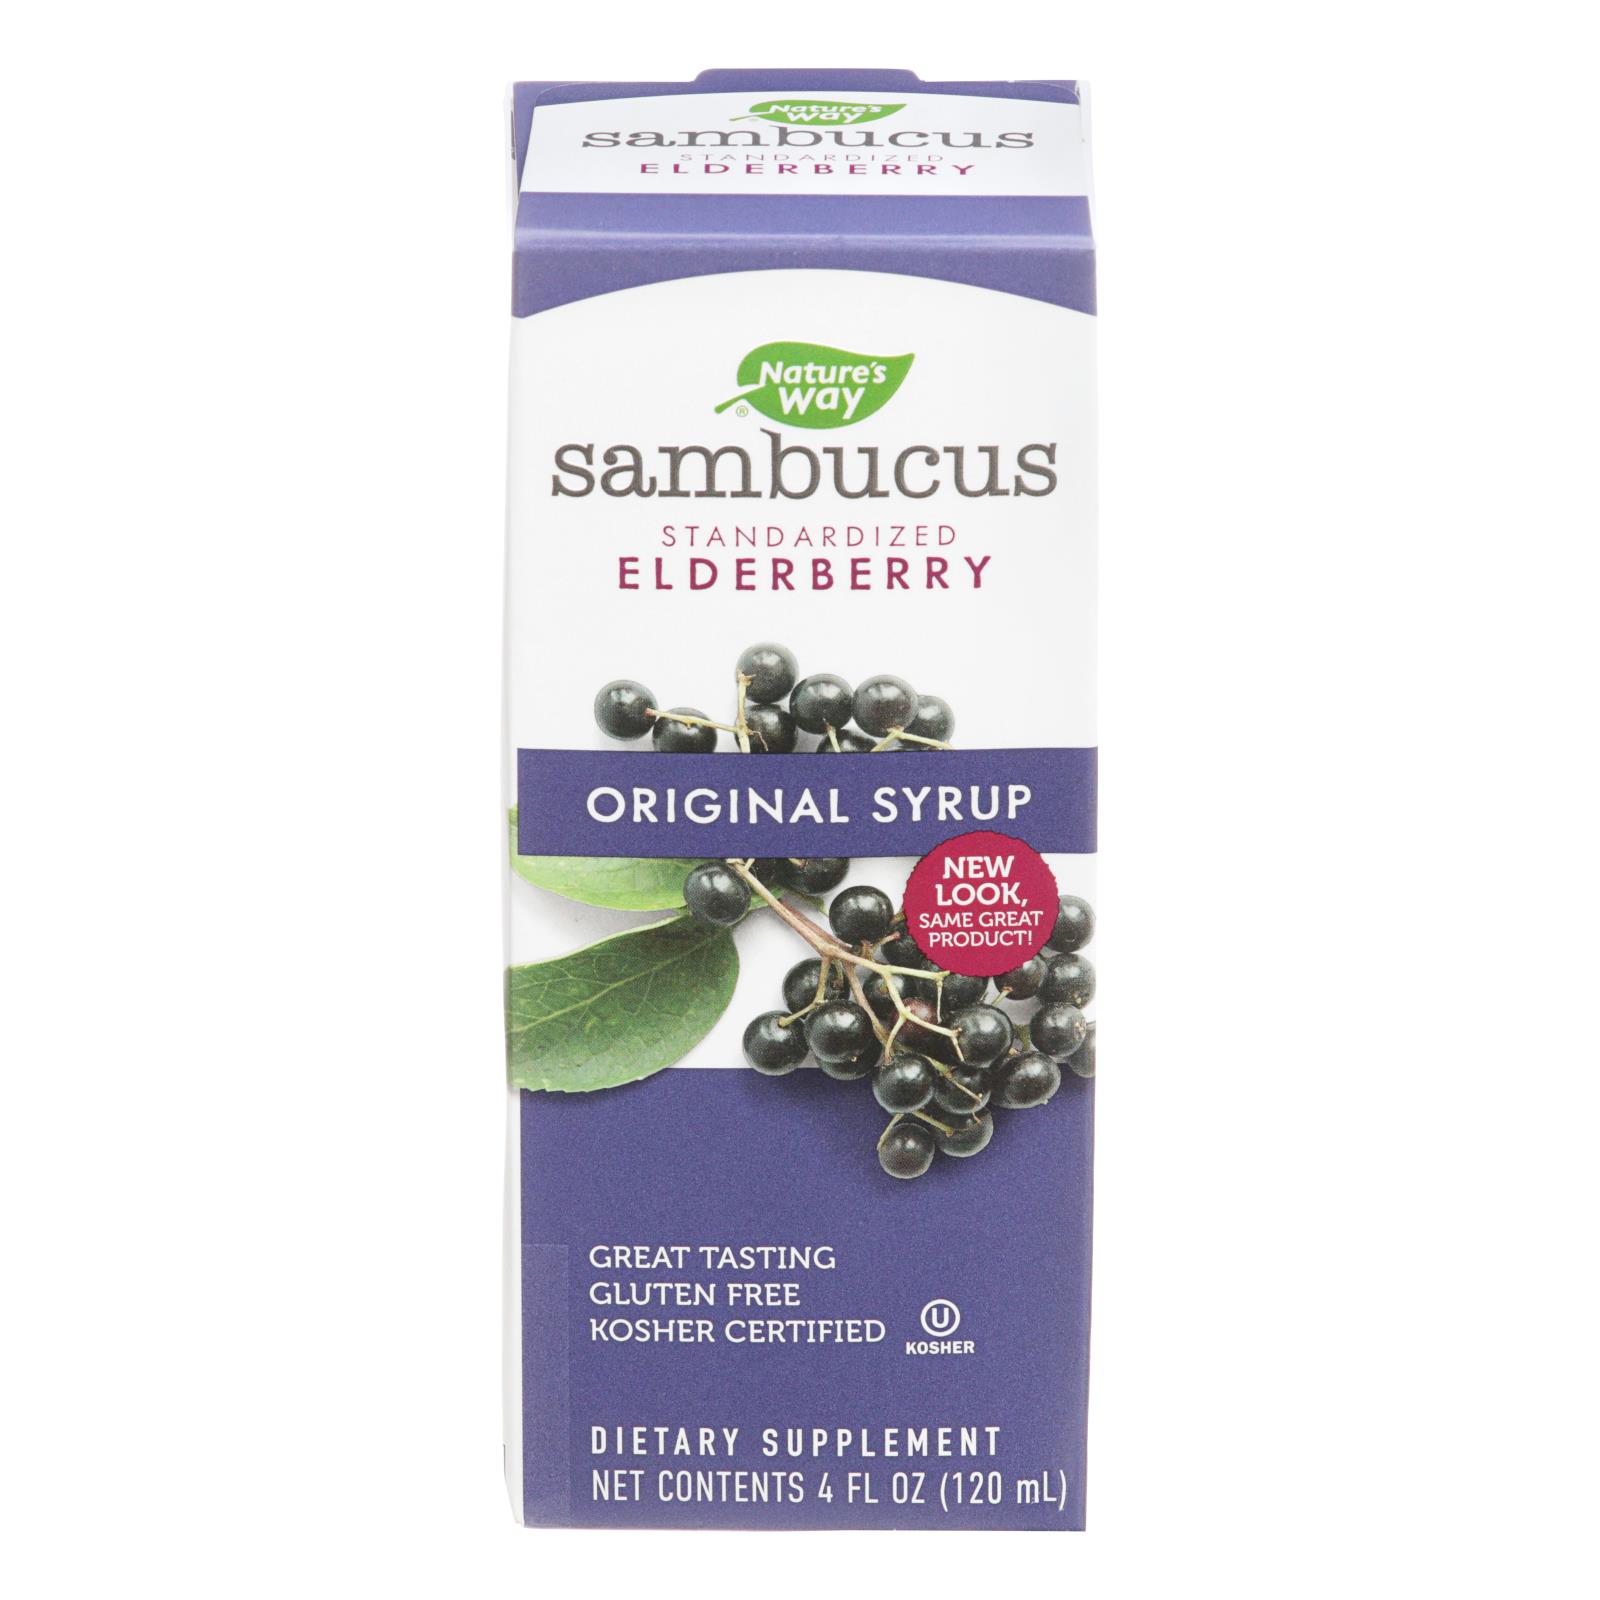 Nature's
Way
sambucus
STANDARDIZED
ELDERBERRY
Nature's
Way
®
sambucus
STANDARDIZED
ELDERBERRY
ORIGINAL SYRUP
NEW
LOOK,
SAME GREAT
PRODUCT!
GREAT TASTING
GLUTEN FREE
KOSHER CERTIFIED
U
KOSHER
DIETARY SUPPLEMENT
NET CONTENTS 4 FL OZ (120 mL)